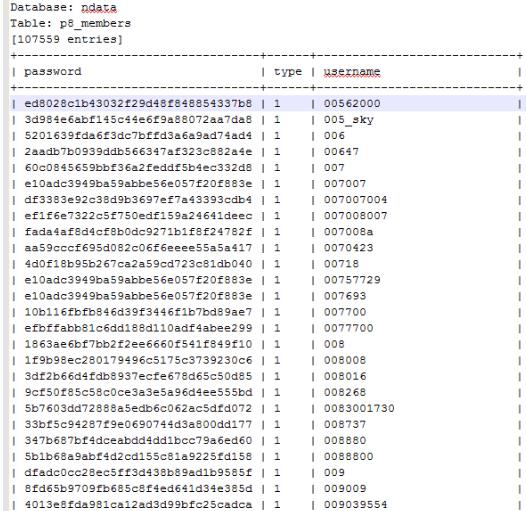 Database: ndata
Table: p8_members
[107559 entries]
+----------------------------------+------+----------------------+
| password | type | username |
+----------------------------------+------+----------------------+
| ed8028c1b43032f29d48f848854337b8 | 1 | 00562000 |
| 3d984e6abf145c44e6f9a88072aa7da8 | 1 | 005_sky |
| 5201639fda6f3dc7bffd3a6a9ad74ad4 | 1 | 006 |
| 2aadb7b0939ddb566347af323c882a4e | 1 | 00647 |
| 60c0845659bbf36a2feddf5b4ec332d8 | 1 | 007 |
| e10adc3949ba59abbe56e057f20f883e | 1 | 007007 |
| df3383e92c38d9b3697ef7a43393cdb4 | 1 | 007007004 |
| ef1f6e7322c5f750edf159a24641deec | 1 | 007008007 |
| fada4af8d4cf8b0dc9271b1f8f24782f | 1 | 007008a |
| aa59cccf695d082c06f6eeee55a5a417 | 1 | 0070423 |
| 4d0f18b95b267ca2a59cd723c81db040 | 1 | 00718 |
| e10adc3949ba59abbe56e057f20f883e | 1 | 00757729 |
| e10adc3949ba59abbe56e057f20f883e | 1 | 007693 |
| 10b116fbfb846d39f3446f1b7bd89ae7 | 1 | 007700 |
| efbffabb81c6dd188d110adf4abee299 | 1 | 0077700 |
| 1863ae6bf7bb2f2ee6660f541f849f10 | 1 | 008 |
| 1f9b98ec280179496c5175c3739230c6 | 1 | 008008 |
| 3df2b66d4fdb8937ecfe678d65c50d85 | 1 | 008016 |
| 9cf50f85c58c0ce3a3e5a96d4ee555bd | 1 | 008268 |
| 5b7603dd72888a5edb6c062ac5dfd072 | 1 | 0083001730 |
| 33bf5c94287f9e0690744d3a800dd177 | 1 | 008737 |
| 347b687bf4dceabdd4dd1bcc79a6ed60 | 1 | 008880 |
| 5b1b68a9abf4d2cd155c81a9225fd158 | 1 | 0088800 |
| dfadc0cc28ec5ff3d438b89ad1b9585f | 1 | 009 |
| 8fd65b9709fb685c8f4ed641d34e385d | 1 | 009009 |
| 4013e8fda981ca12ad3d99bfc25cadca | 1 | 009039554 |